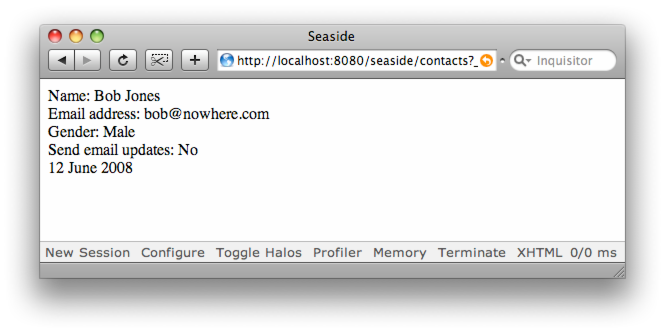 Seaside
http://localhost:8080/seaside/contacts?_
Inquisitor
Name: Bob Jones
Email address: bob@nowhere.com
Gender: Male
Send email updates: No
12 June 2008
New Session Configure Toggle Halos Profiler Memory Terminate XHTML 0/0 ms